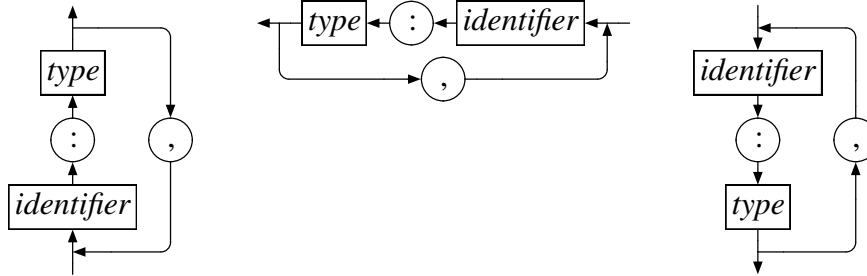 type
:
,
identifier
type : identifier
,
identifier
:
,
type